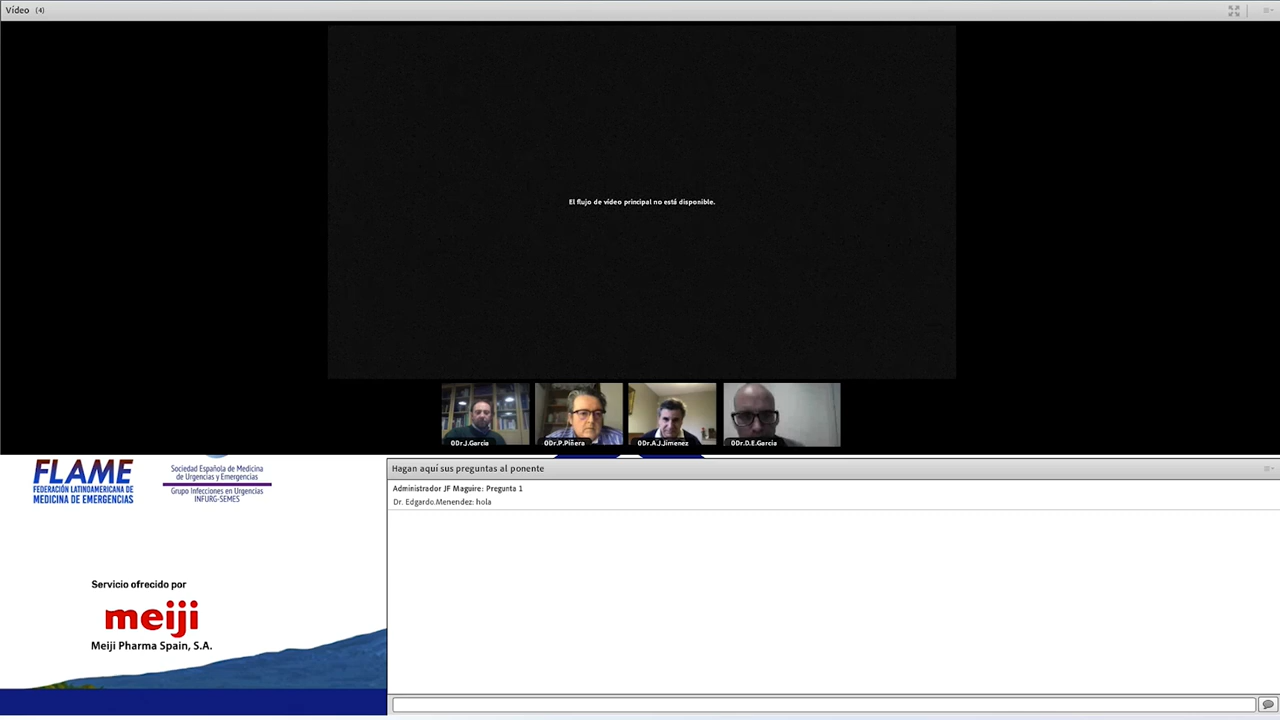 Vídeo (4)
El flujo de vídeo principal no está disponible.
0Dr.J.Garcia
0Dr.P.Piñera
0Dr.A.J.Jimenez
0Dr.D.E.Garcia
FLAME
FEDERACIÓN LATINOAMERICANA DE
MEDICINA DE EMERGENCIAS
Sociedad Española de Medicina
de Urgencias y Emergencias
Grupo Infecciones en Urgencias
INFURG-SEMES
Servicio ofrecido por
meiji
Meiji Pharma Spain, S.A.
Hagan aquí sus preguntas al ponente
Administrador JF Maguire: Pregunta 1
Dr. Edgardo.Menendez: hola